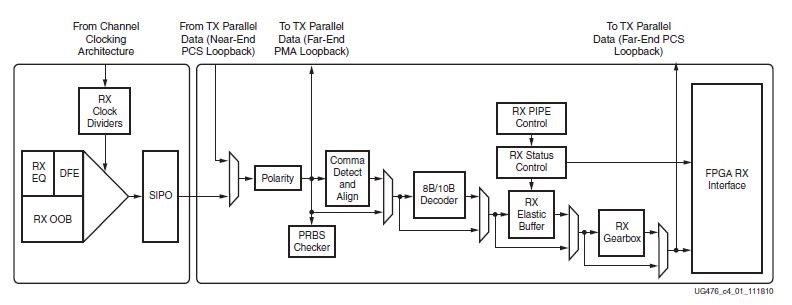 From Channel
Clocking
Architecture
From TX Parallel
Data (Near-End
PCS Loopback)
To TX Parallel
Data (Far-End
PMA Loopback)
To TX Parallel
Data (Far-End PCS
Loopback)
RX
Clock
Dividers
RX
EQ
DFE
RX OOB
SIPO
Polarity
PRBS
Checker
Comma
Detect
and
Align
8B/10B
Decoder
RX PIPE
Control
RX Status
Control
RX
Elastic
Buffer
RX
Gearbox
FPGA RX
Interface
UG476_c4_01_111810